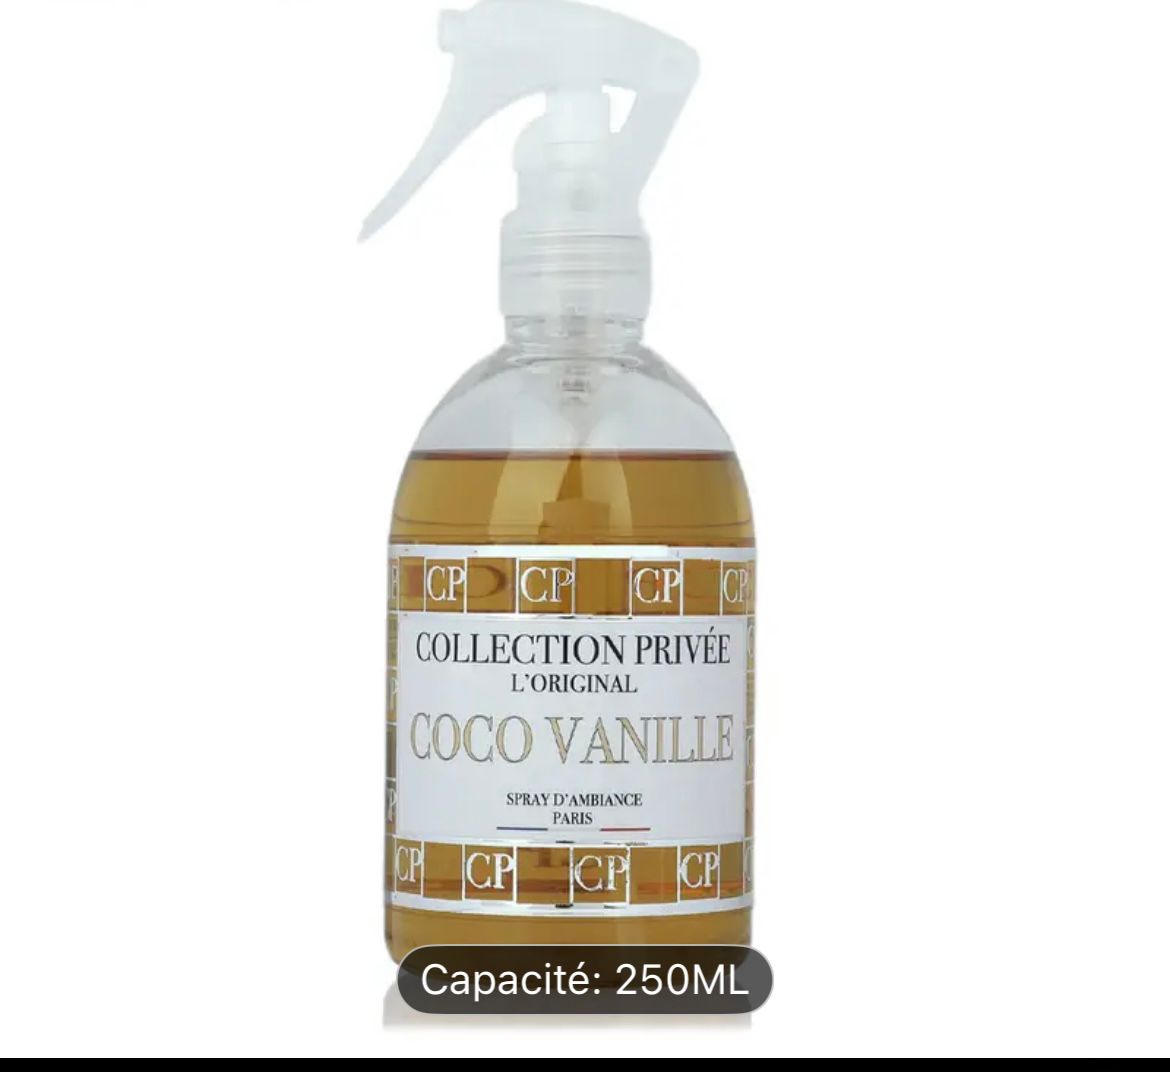 CP CP CP CP
COLLECTION PRIVÉE
L'ORIGINAL
COCO VANILLE
SPRAY D'AMBIANCE
PARIS
CP CP CP CP
Capacité: 250ML